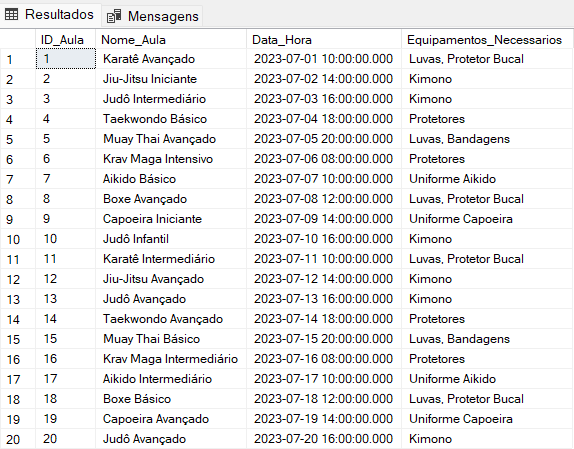 Resultados Mensagens
ID_Aula Nome_Aula Data_Hora Equipamentos_Necessarios
1 1 Karatê Avançado 2023-07-01 10:00:00.000 Luvas, Protetor Bucal
2 2 Jiu-Jitsu Iniciante 2023-07-02 14:00:00.000 Kimono
3 3 Judô Intermediário 2023-07-03 16:00:00.000 Kimono
4 4 Taekwondo Básico 2023-07-04 18:00:00.000 Protetores
5 5 Muay Thai Avançado 2023-07-05 20:00:00.000 Luvas, Bandagens
6 6 Krav Maga Intensivo 2023-07-06 08:00:00.000 Protetores
7 7 Aikido Básico 2023-07-07 10:00:00.000 Uniforme Aikido
8 8 Boxe Avançado 2023-07-08 12:00:00.000 Luvas, Protetor Bucal
9 9 Capoeira Iniciante 2023-07-09 14:00:00.000 Uniforme Capoeira
10 10 Judô Infantil 2023-07-10 16:00:00.000 Kimono
11 11 Karatê Intermediário 2023-07-11 10:00:00.000 Luvas, Protetor Bucal
12 12 Jiu-Jitsu Avançado 2023-07-12 14:00:00.000 Kimono
13 13 Judô Avançado 2023-07-13 16:00:00.000 Kimono
14 14 Taekwondo Avançado 2023-07-14 18:00:00.000 Protetores
15 15 Muay Thai Básico 2023-07-15 20:00:00.000 Luvas, Bandagens
16 16 Krav Maga Intermediário 2023-07-16 08:00:00.000 Protetores
17 17 Aikido Intermediário 2023-07-17 10:00:00.000 Uniforme Aikido
18 18 Boxe Básico 2023-07-18 12:00:00.000 Luvas, Protetor Bucal
19 19 Capoeira Avançado 2023-07-19 14:00:00.000 Uniforme Capoeira
20 20 Judô Avançado 2023-07-20 16:00:00.000 Kimono